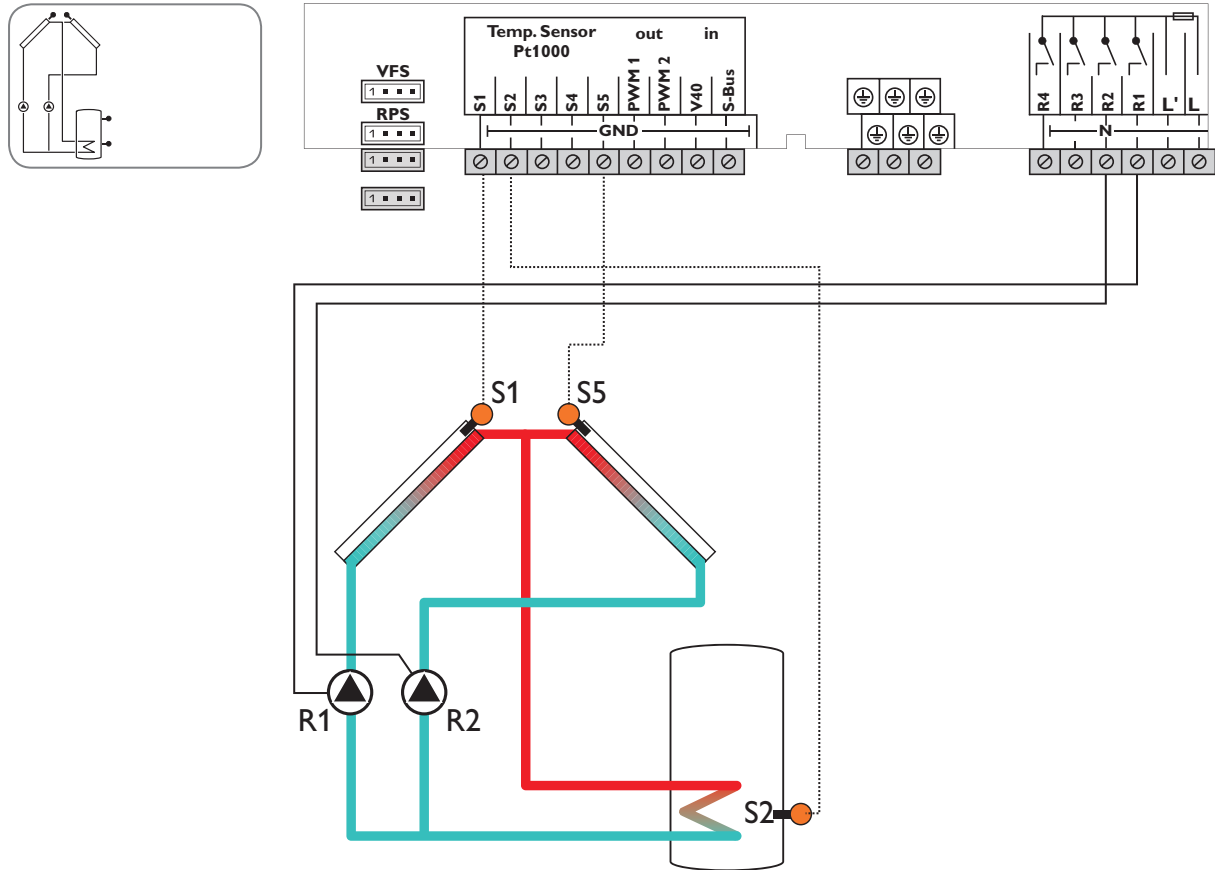 Temp. Sensor
Pt1000
out
in
VFS
1
RPS
1
1
1
S1
S2
S3
S4
S5
PWM 1
PWM 2
V40
S-Bus
GND
R4
R3
R2
R1
L'
L
N
S1
S5
R1
R2
S2